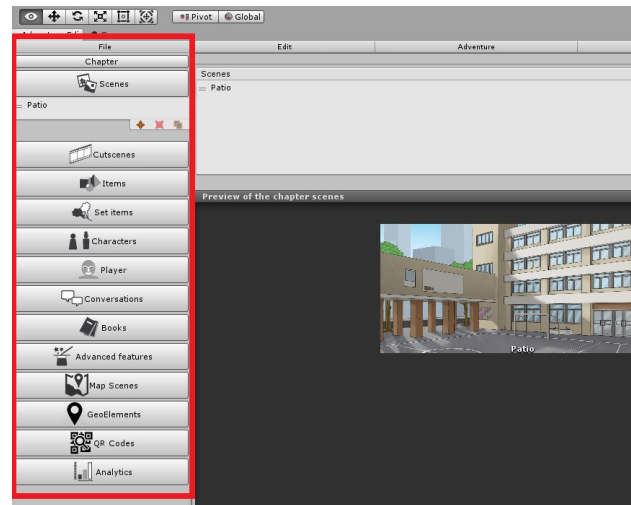 Pivot Global
File Edit Adventure
Chapter
Scenes
Patio
Cutscenes
Items
Set items
Characters
Player
Conversations
Books
Advanced features
Map Scenes
GeoElements
QR Codes
Analytics
Scenes
Patio
Preview of the chapter scenes
Patio